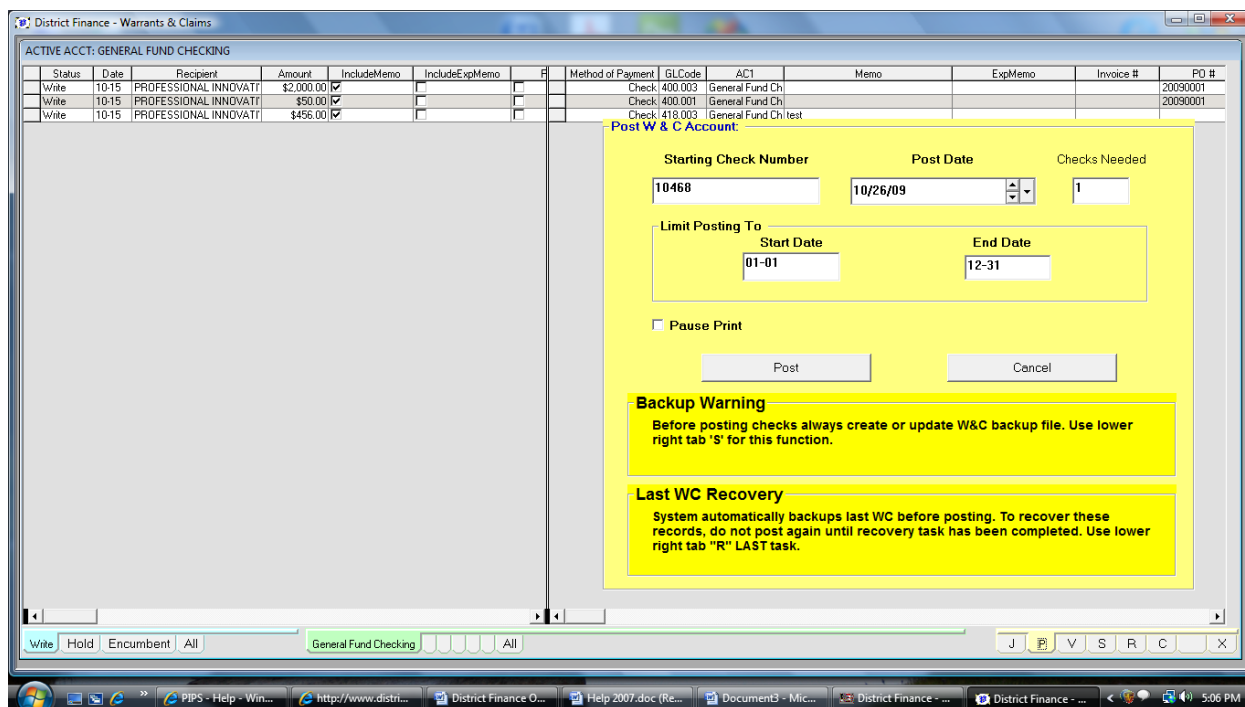 District Finance - Warrants & Claims
ACTIVE ACCT: GENERAL FUND CHECKING
Status Date Recipient Amount IncludeMemo IncludeExpMemo F Method of Payment GLCode AC1 Memo ExpMemo Invoice # PO #
Write 10-15 PROFESSIONAL INNOVATI $2,000.00 Check 400.003 General Fund Ch 20090001
Write 10-15 PROFESSIONAL INNOVATI $50.00 Check 400.001 General Fund Ch 20090001
Write 10-15 PROFESSIONAL INNOVATI $456.00 Check 418.003 General Fund Ch test
Post W & C Account:
Starting Check Number Post Date Checks Needed
10468 10/26/09 1
Limit Posting To
Start Date End Date
01-01 12-31
Pause Print
Post Cancel
Backup Warning
Before posting checks always create or update W&C backup file. Use lower
right tab 'S' for this function.
Last WC Recovery
System automatically backups last WC before posting. To recover these
records, do not post again until recovery task has been completed. Use lower
right tab "R" LAST task.
Write Hold Encumbent All General Fund Checking All J P V S R C X
PIPS - Help - Win... http://www.distri... District Finance O... Help 2007.doc (Re... Document3 - Mic... District Finance - ... District Finance - ... 5:06 PM